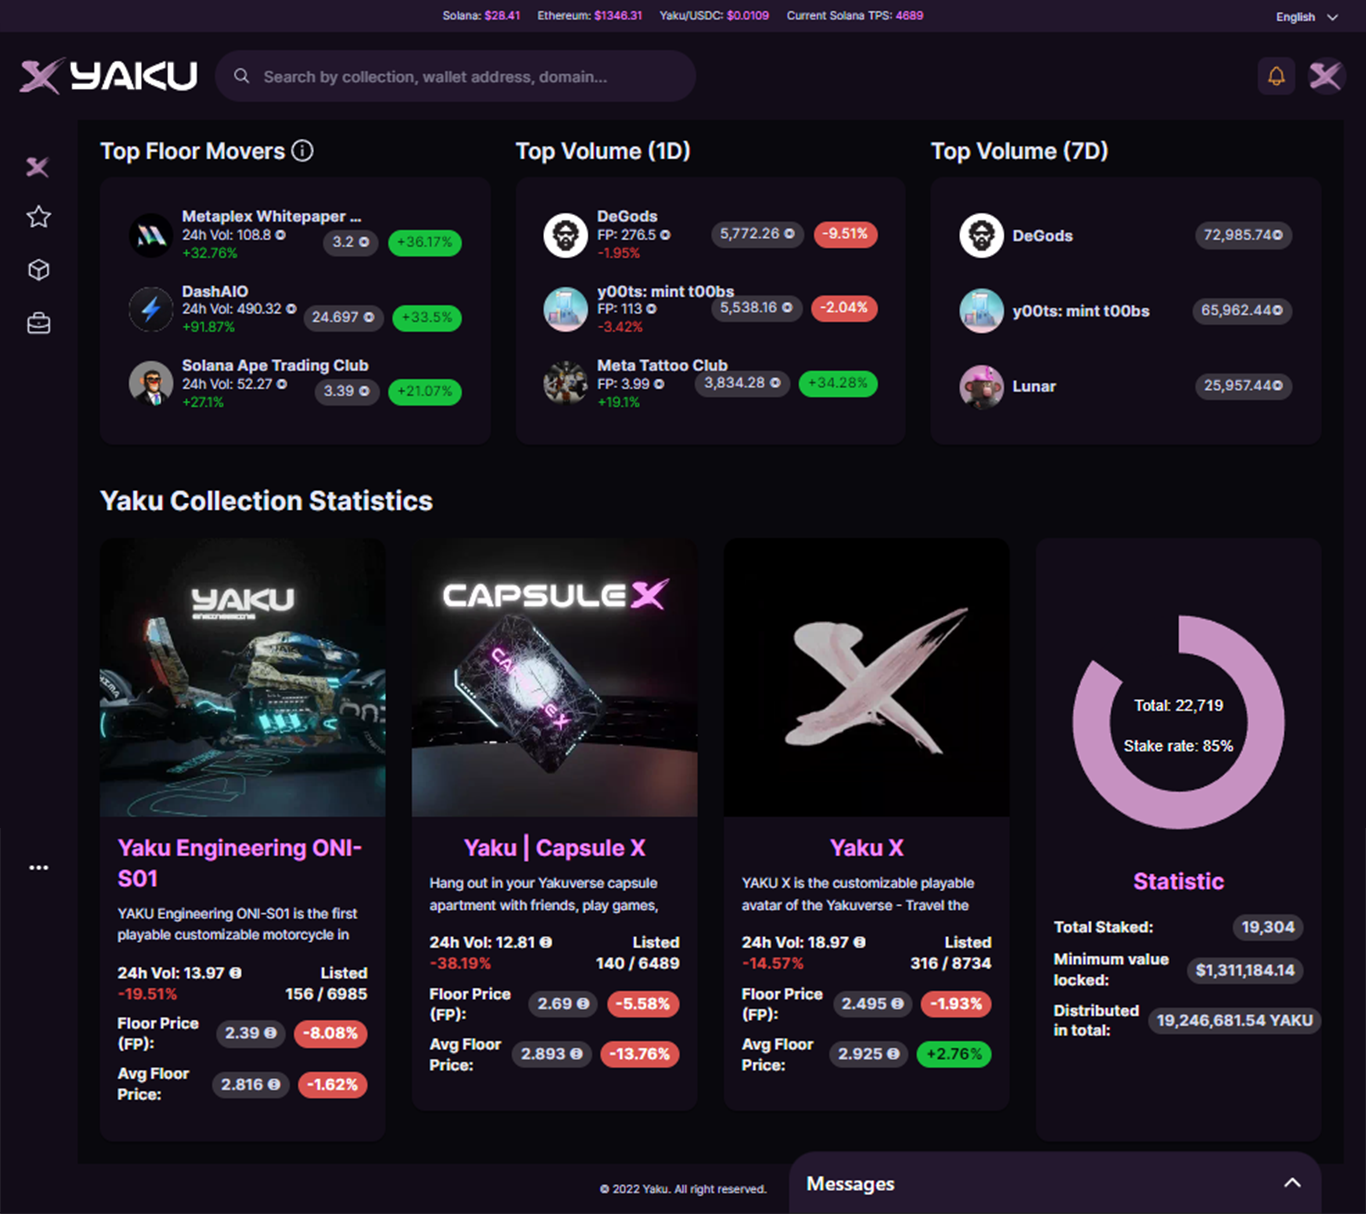 Solana: $28.41 Ethereum: $1346.31 Yaku/USDC: $0.0109 Current Solana TPS: 4689
English
YAKU
Search by collection, wallet address, domain...
Top Floor Movers
Metaplex Whitepaper ...
24h Vol: 108.8
+32.76%
3.2
+36.17%
DashAIO
24h Vol: 490.32
+91.87%
24.697
+33.5%
Solana Ape Trading Club
24h Vol: 52.27
+27.1%
3.39
+21.07%
Top Volume (1D)
DeGods
FP: 276.5
-1.95%
5,772.26
-9.51%
y00ts: mint t00bs
FP: 113
-3.42%
5,538.16
-2.04%
Meta Tattoo Club
FP: 3.99
+19.1%
3,834.28
+34.28%
Top Volume (7D)
DeGods
72,985.74
y00ts: mint t00bs
65,962.44
Lunar
25,957.44
Yaku Collection Statistics
YAKU
ENGINEERING
Yaku Engineering ONI-
S01
YAKU Engineering ONI-S01 is the first
playable customizable motorcycle in
24h Vol: 13.97
-19.51%
Listed
156 / 6985
Floor Price
(FP):
2.39
-8.08%
Avg Floor
Price:
2.816
-1.62%
CAPSULE X
CAPSULE X
Yaku | Capsule X
Hang out in your Yakuverse capsule
apartment with friends, play games,
24h Vol: 12.81
-38.19%
Listed
140 / 6489
Floor Price
(FP):
2.69
-5.58%
Avg Floor
Price:
2.893
-13.76%
Yaku X
YAKU X is the customizable playable
avatar of the Yakuverse - Travel the
24h Vol: 18.97
-14.57%
Listed
316 / 8734
Floor Price
(FP):
2.495
-1.93%
Avg Floor
Price:
2.925
+2.76%
Total: 22,719
Stake rate: 85%
Statistic
Total Staked:
19,304
Minimum value
locked:
$1,311,184.14
Distributed
in total:
19,246,681.54 YAKU
© 2022 Yaku. All right reserved.
Messages